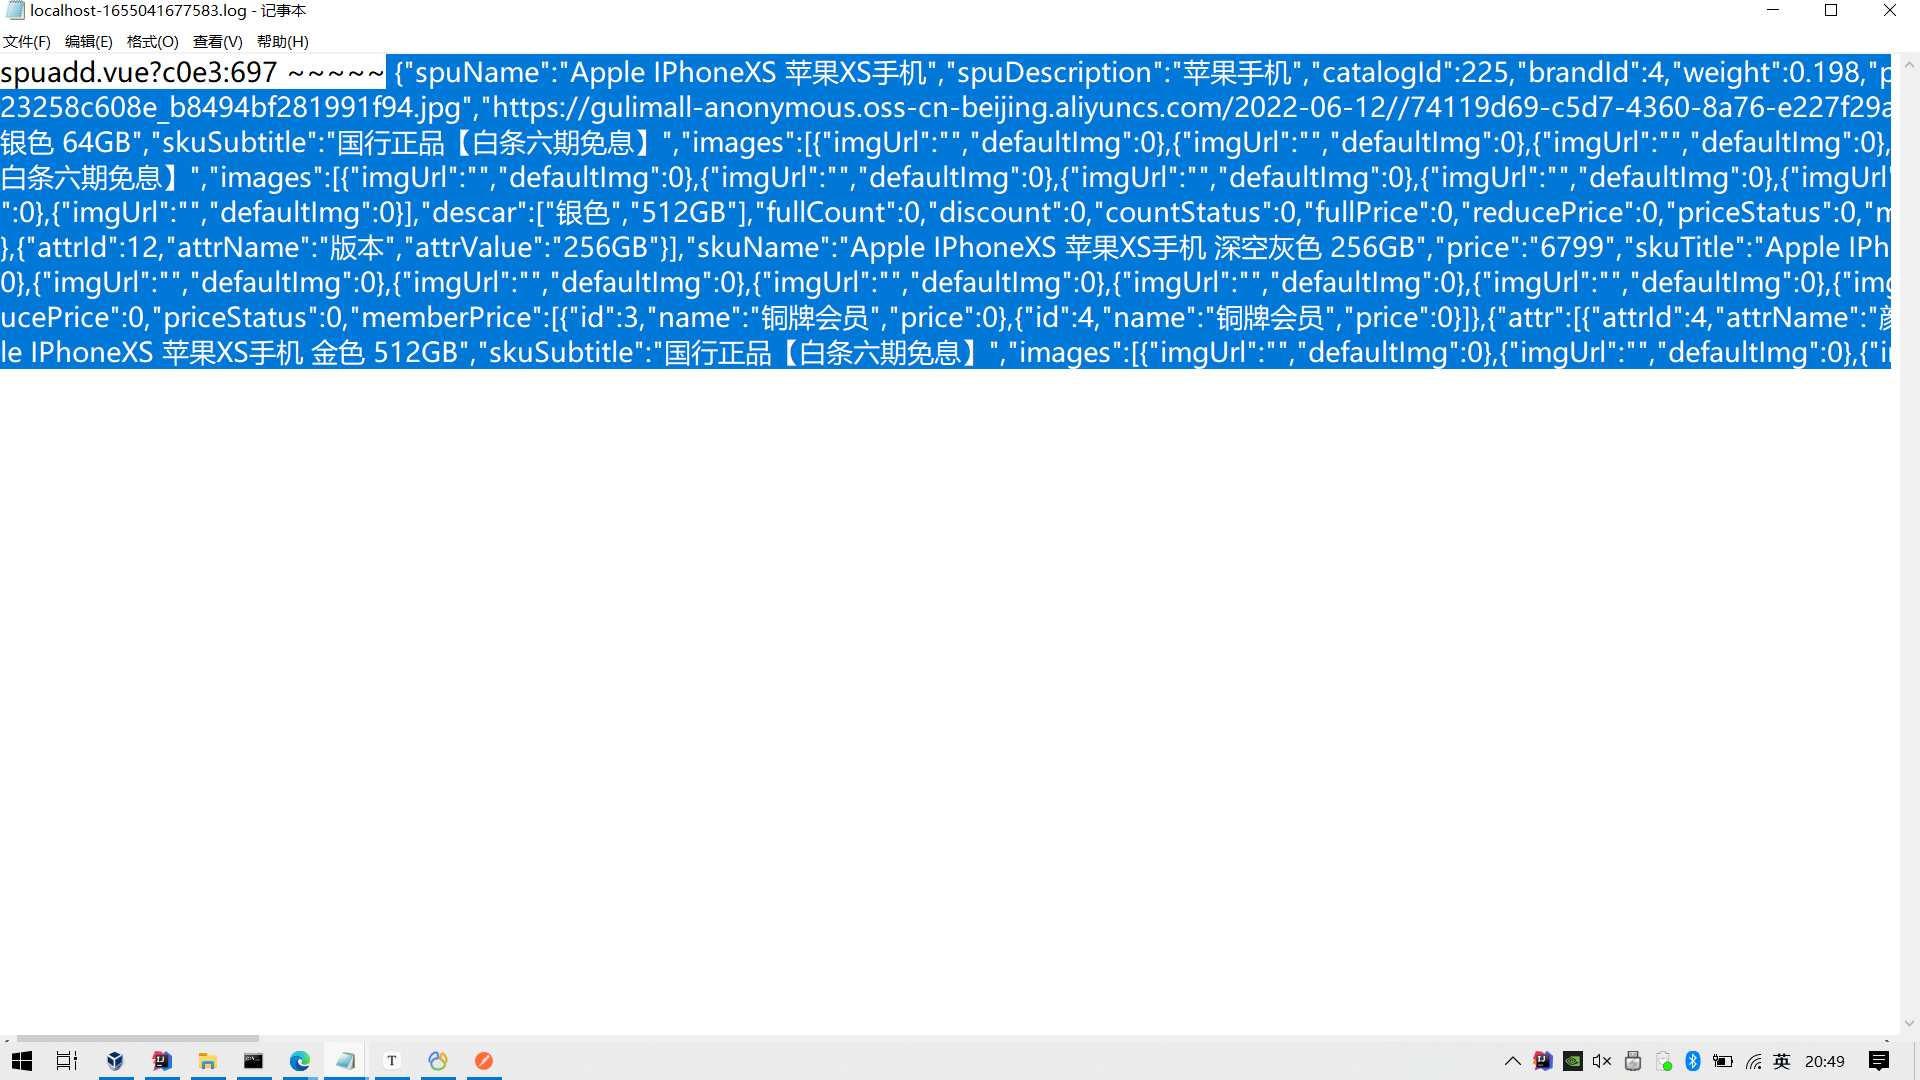 localhost-1655041677583.log - 记事本
文件(F) 编辑(E) 格式(O) 查看(V) 帮助(H)
spuadd.vue?c0e3:697 ~~~~~ {"spuName":"Apple IPhoneXS 苹果XS手机","spuDescription":"苹果手机","catalogId":225,"brandId":4,"weight":0.198,"p
23258c608e_b8494bf281991f94.jpg","https://gulimall-anonymous.oss-cn-beijing.aliyuncs.com/2022-06-12//74119d69-c5d7-4360-8a76-e227f29a
银色 64GB","skuSubtitle":"国行正品【白条六期免息】","images":[{"imgUrl":"","defaultImg":0},{"imgUrl":"","defaultImg":0},{"imgUrl":"","defaultImg":0},
白条六期免息】","images":[{"imgUrl":"","defaultImg":0},{"imgUrl":"","defaultImg":0},{"imgUrl":"","defaultImg":0},{"imgUrl":"","defaultImg":0},{"imgUrl"
":0},{"imgUrl":"","defaultImg":0}],"descar":["银色","512GB"],"fullCount":0,"discount":0,"countStatus":0,"fullPrice":0,"reducePrice":0,"priceStatus":0,"m
},{"attrId":12,"attrName":"版本","attrValue":"256GB"}],"skuName":"Apple IPhoneXS 苹果XS手机 深空灰色 256GB","price":"6799","skuTitle":"Apple IPh
0},{"imgUrl":"","defaultImg":0},{"imgUrl":"","defaultImg":0},{"imgUrl":"","defaultImg":0},{"imgUrl":"","defaultImg":0},{"imgUrl":"","defaultImg":0},{"img
ucePrice":0,"priceStatus":0,"memberPrice":[{"id":3,"name":"铜牌会员","price":0},{"id":4,"name":"铜牌会员","price":0}]},{"attr":[{"attrId":4,"attrName":"颜
le IPhoneXS 苹果XS手机 金色 512GB","skuSubtitle":"国行正品【白条六期免息】","images":[{"imgUrl":"","defaultImg":0},{"imgUrl":"","defaultImg":0},{"i
英 20:49